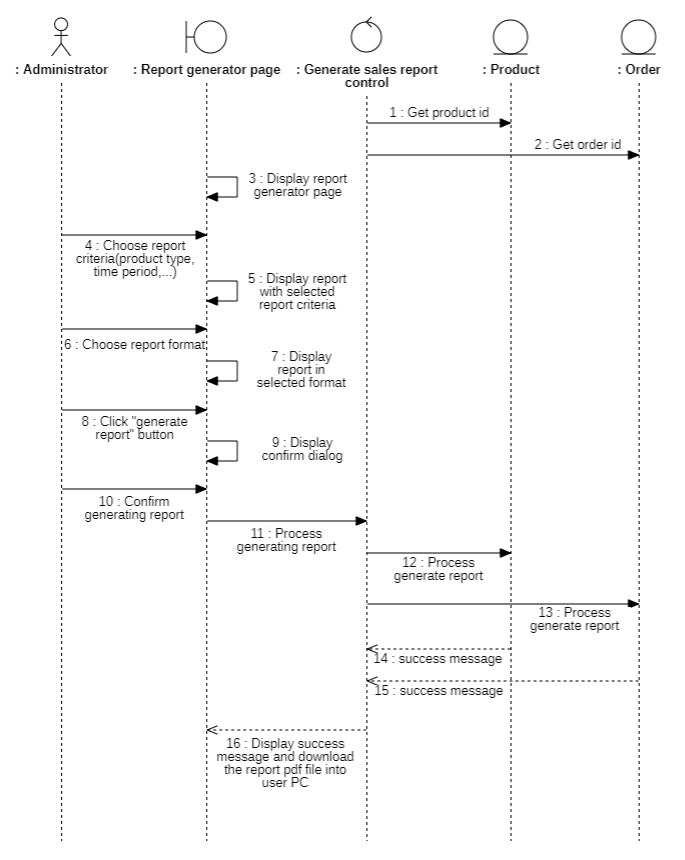 : Administrator
: Report generator page
: Generate sales report
control
: Product
: Order
1 : Get product id
2 : Get order id
3 : Display report
generator page
4 : Choose report
criteria(product type,
time period,...)
5 : Display report
with selected
report criteria
6 : Choose report format
7 : Display
report in
selected format
8 : Click "generate
report" button
9 : Display
confirm dialog
10 : Confirm
generating report
11 : Process
generating report
12 : Process
generate report
13 : Process
generate report
14 : success message
15 : success message
16 : Display success
message and download
the report pdf file into
user PC